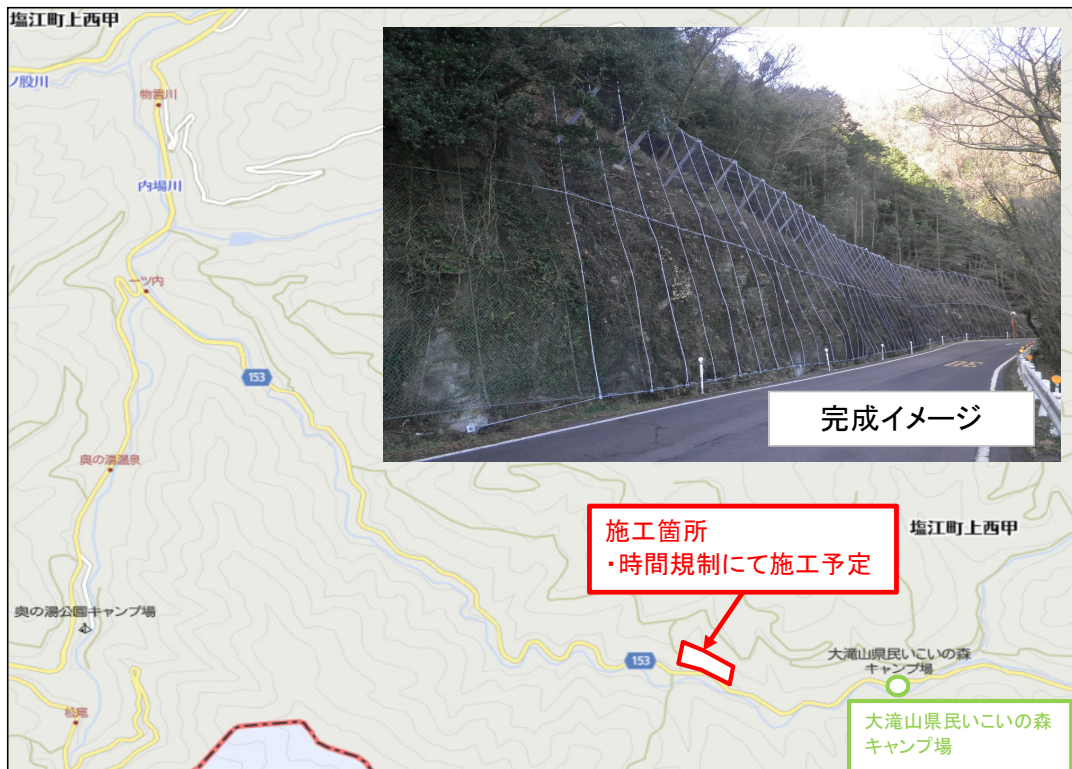 塩江町上西甲
ノ股川
物言川
内場川
一ツ内
153
奥の湯温泉
奥の湯公園キャンプ場
松尾
完成イメージ
施工箇所
・時間規制にて施工予定
塩江町上西甲
153
大滝山県民いこいの森
キャンプ場
大滝山県民いこいの森
キャンプ場